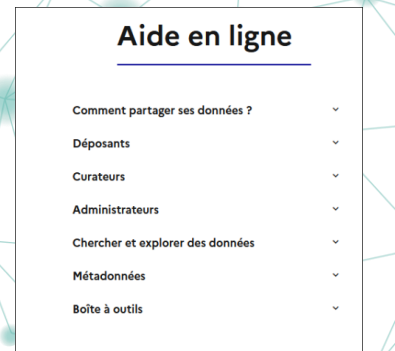 Aide en ligne
Comment partager ses données ?
Déposants
Curateurs
Administrateurs
Chercher et explorer des données
Métadonnées
Boîte à outils